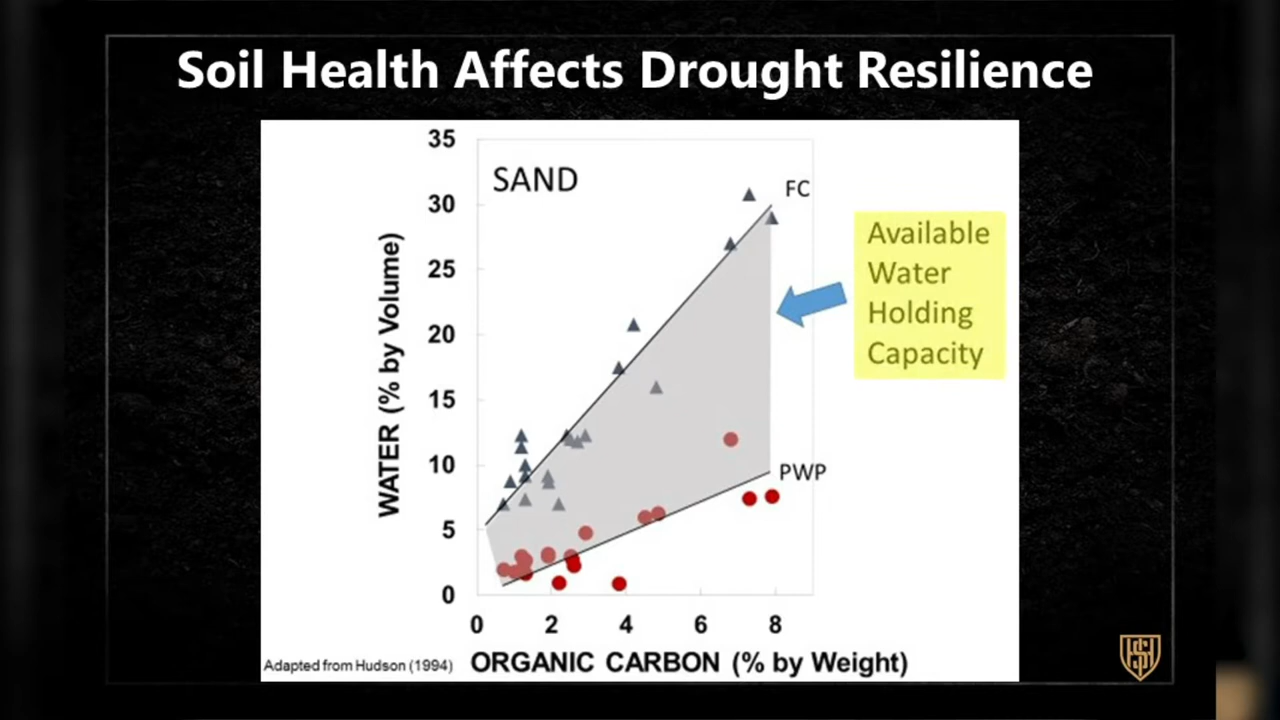 Soil Health Affects Drought Resilience
35
30
25
20
15
10
5
0
WATER (% by Volume)
SAND
FC
PWP
Available
Water
Holding
Capacity
0 2 4 6 8
ORGANIC CARBON (% by Weight)
Adapted from Hudson (1994)